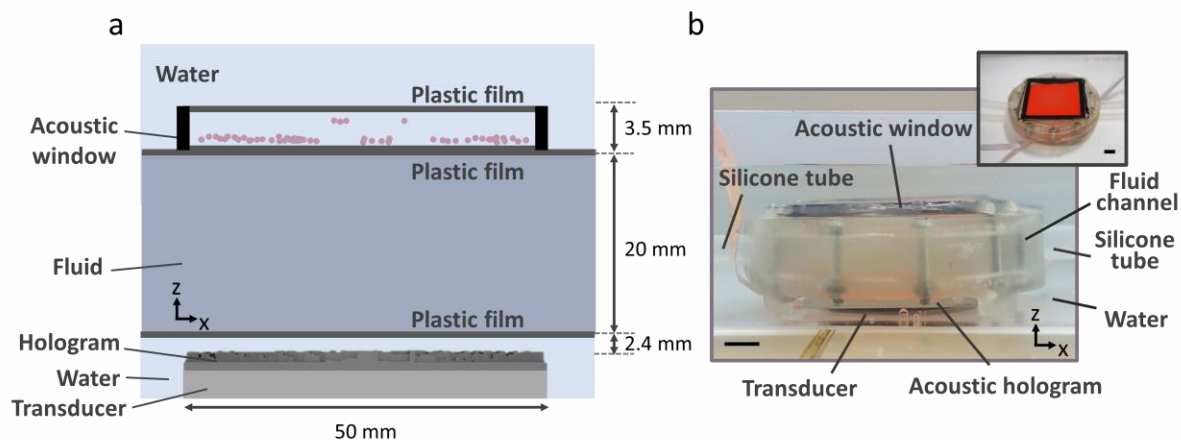 a
Water
Plastic film
Acoustic
window
3.5 mm
Plastic film
Fluid
20 mm
z
x
Plastic film
Hologram
2.4 mm
Water
Transducer
50 mm
b
Acoustic window
Silicone tube
Fluid
channel
Silicone
tube
Water
z
x
Transducer
Acoustic hologram